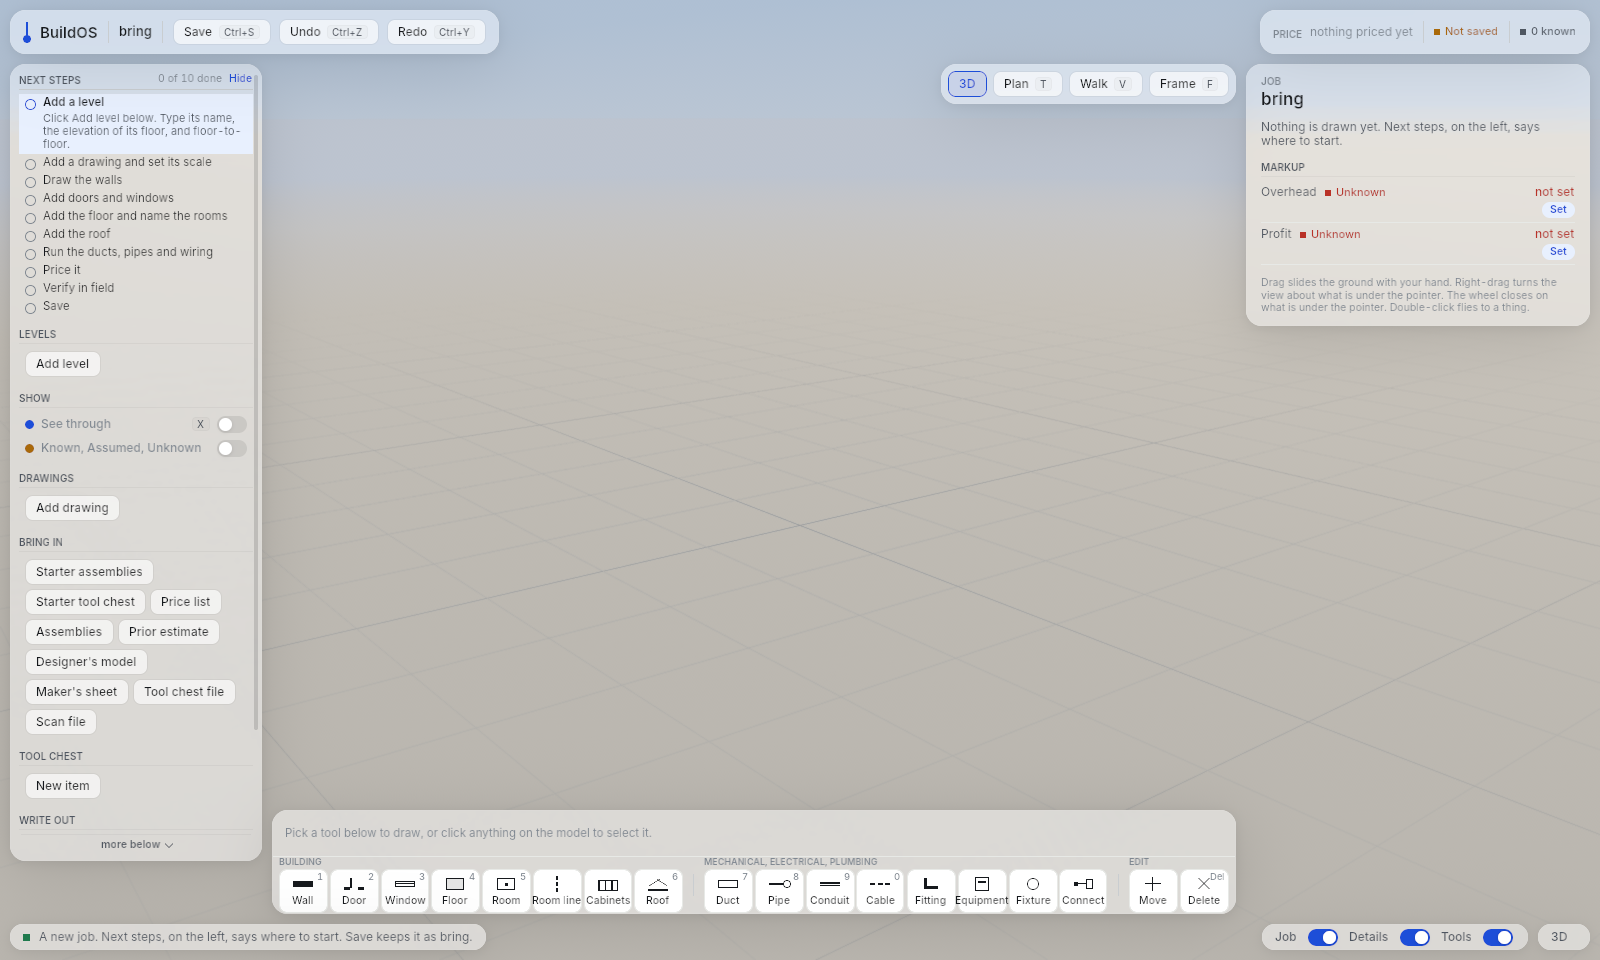 BuildOS bring Save Ctrl+S Undo Ctrl+Z Redo Ctrl+Y
PRICE nothing priced yet Not saved 0 known
NEXT STEPS 0 of 10 done Hide
Add a level
Click Add level below. Type its name,
the elevation of its floor, and floor-to-
floor.
Add a drawing and set its scale
Draw the walls
Add doors and windows
Add the floor and name the rooms
Add the roof
Run the ducts, pipes and wiring
Price it
Verify in field
Save
LEVELS
Add level
SHOW
See through X
Known, Assumed, Unknown
DRAWINGS
Add drawing
BRING IN
Starter assemblies
Starter tool chest Price list
Assemblies Prior estimate
Designer's model
Maker's sheet Tool chest file
Scan file
TOOL CHEST
New item
WRITE OUT
more below
3D Plan T Walk V Frame F
JOB
bring
Nothing is drawn yet. Next steps, on the left, says
where to start.
MARKUP
Overhead Unknown not set
Set
Profit Unknown not set
Set
Drag slides the ground with your hand. Right-drag turns the
view about what is under the pointer. The wheel closes on
what is under the pointer. Double-click flies to a thing.
Pick a tool below to draw, or click anything on the model to select it.
BUILDING MECHANICAL, ELECTRICAL, PLUMBING EDIT
1 2 3 4 5 6 7 8 9 0 Del
Wall Door Window Floor Room Room line Cabinets Roof Duct Pipe Conduit Cable Fitting Equipment Fixture Connect Move Delete
A new job. Next steps, on the left, says where to start. Save keeps it as bring.
Job Details Tools 3D